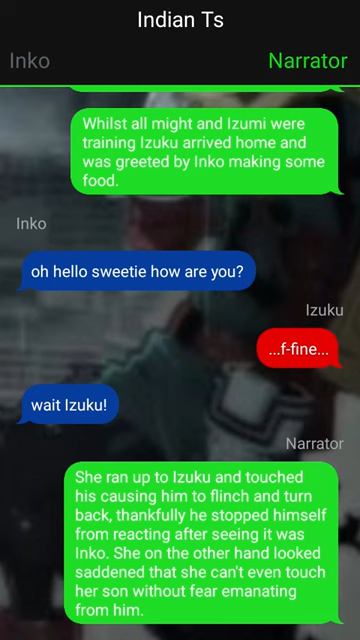 Indian Ts
Inko
Narrator
Whilst all might and Izumi were
training Izuku arrived home and
was greeted by Inko making some
food.
Inko
oh hello sweetie how are you?
Izuku
...f-fine...
wait Izuku!
Narrator
She ran up to Izuku and touched
his causing him to flinch and turn
back, thankfully he stopped himself
from reacting after seeing it was
Inko. She on the other hand looked
saddened that she can't even touch
her son without fear emanating
from him.